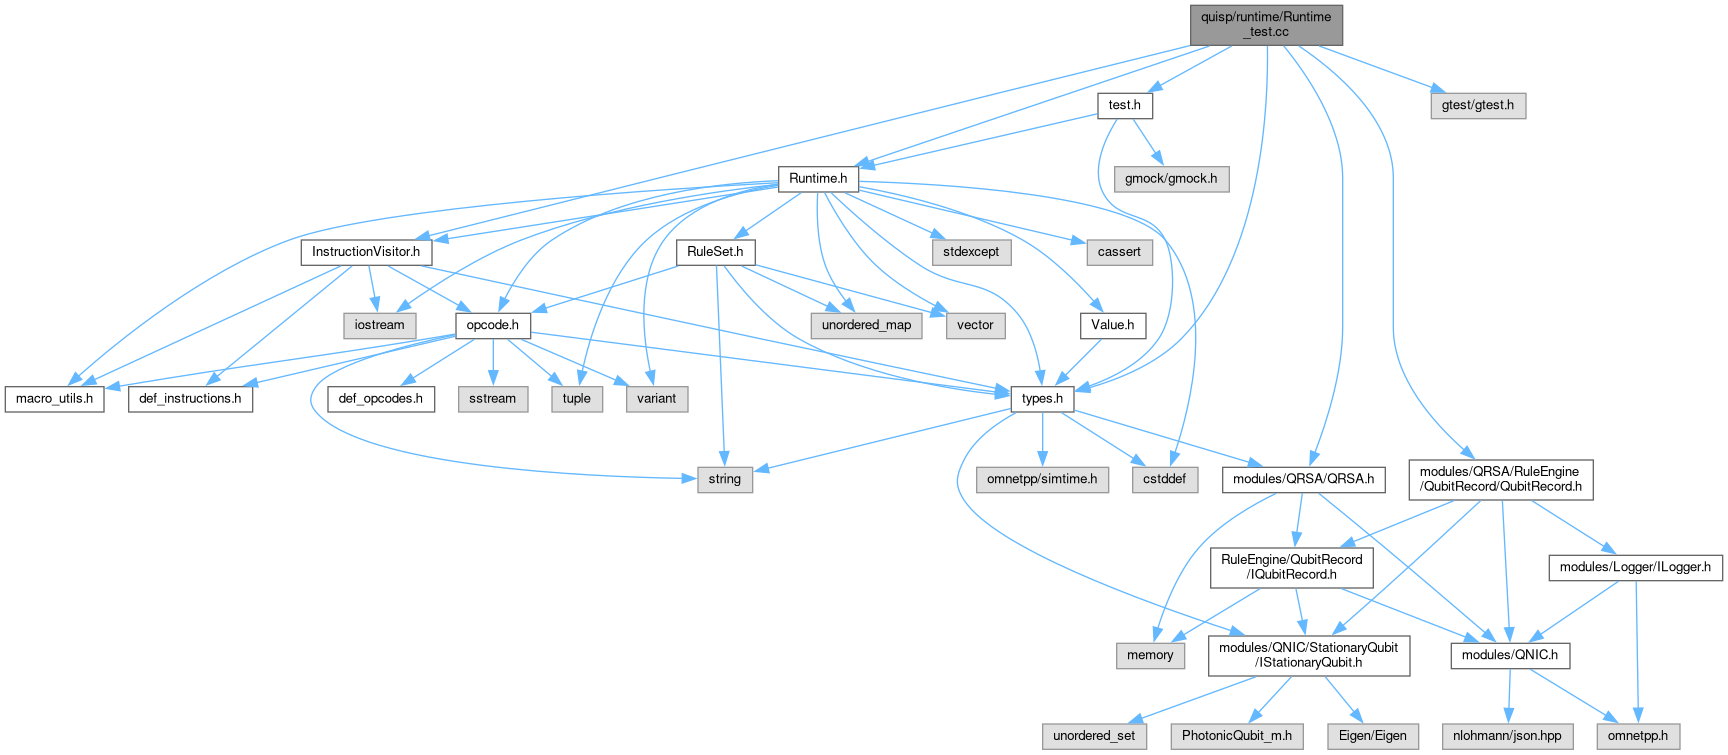 quisp/runtime/Runtime
_test.cc
test.h
gtest/gtest.h
Runtime.h
gmock/gmock.h
InstructionVisitor.h
RuleSet.h
stdexcept
cassert
iostream
opcode.h
unordered_map
vector
Value.h
macro_utils.h
def_instructions.h
def_opcodes.h
sstream
tuple
variant
types.h
string
omnetpp/simtime.h
cstddef
modules/QRSA/QRSA.h
modules/QRSA/RuleEngine
/QubitRecord/QubitRecord.h
RuleEngine/QubitRecord
/IQubitRecord.h
modules/Logger/ILogger.h
memory
modules/QNIC/StationaryQubit
/IStationaryQubit.h
modules/QNIC.h
unordered_set
PhotonicQubit_m.h
Eigen/Eigen
nlohmann/json.hpp
omnetpp.h